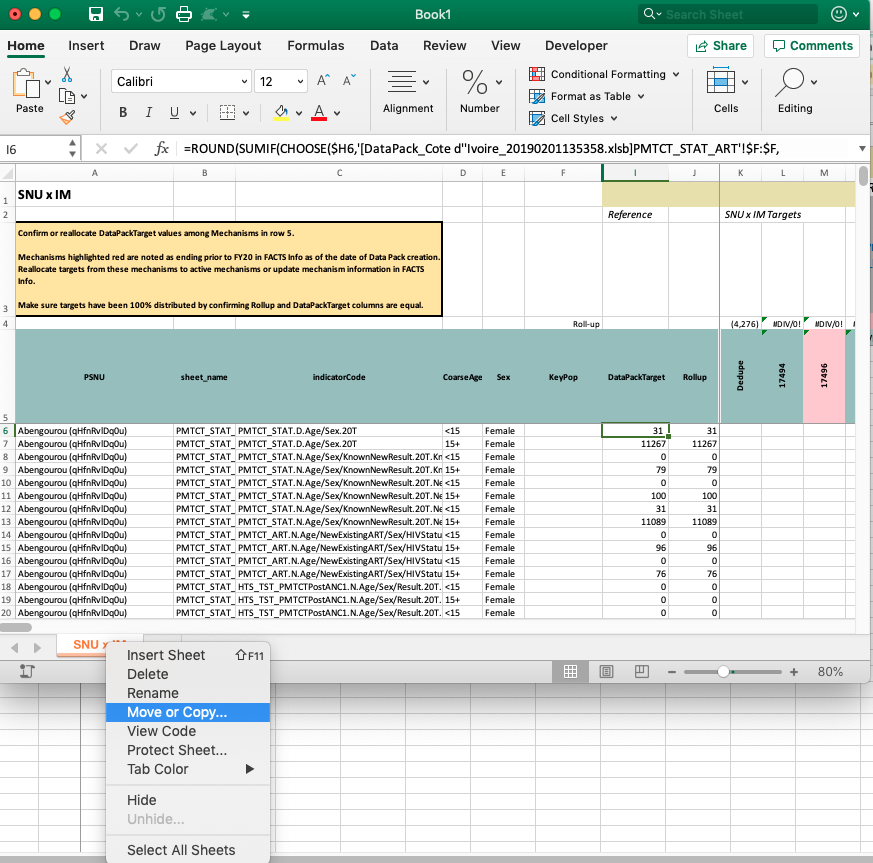 Book1
Search Sheet
Home Insert Draw Page Layout Formulas Data Review View Developer
Share Comments
Paste
Calibri 12
B I U
Alignment
Number
Conditional Formatting
Format as Table
Cell Styles
Cells
Editing
I6 fx =ROUND(SUMIF(CHOOSE($H6,'[DataPack_Cote d''Ivoire_20190201135358.xlsb]PMTCT_STAT_ART'!$F:$F,
A B C D E F I J K L M
1 SNU x IM
2 Reference SNU x IM Targets
Confirm or reallocate DataPackTarget values among Mechanisms in row 5.
Mechanisms highlighted red are noted as ending prior to FY20 in FACTS Info as of the date of Data Pack creation.
Reallocate targets from these mechanisms to active mechanisms or update mechanism information in FACTS
Info.
3 Make sure targets have been 100% distributed by confirming Rollup and DataPackTarget columns are equal.
4 Roll-up (4,276) #DIV/0! #DIV/0!
5 PSNU sheet_name indicatorCode CoarseAge Sex KeyPop DataPackTarget Rollup Dedupe 17494 17496
6 Abengourou (qHfnRvlDq0u) PMTCT_STAT_ PMTCT_STAT.D.Age/Sex.20T <15 Female 31 31
7 Abengourou (qHfnRvlDq0u) PMTCT_STAT_ PMTCT_STAT.D.Age/Sex.20T 15+ Female 11267 11267
8 Abengourou (qHfnRvlDq0u) PMTCT_STAT_ PMTCT_STAT.N.Age/Sex/KnownNewResult.20T.Kn <15 Female 0 0
9 Abengourou (qHfnRvlDq0u) PMTCT_STAT_ PMTCT_STAT.N.Age/Sex/KnownNewResult.20T.Kn 15+ Female 79 79
10 Abengourou (qHfnRvlDq0u) PMTCT_STAT_ PMTCT_STAT.N.Age/Sex/KnownNewResult.20T.Ne <15 Female 0 0
11 Abengourou (qHfnRvlDq0u) PMTCT_STAT_ PMTCT_STAT.N.Age/Sex/KnownNewResult.20T.Ne 15+ Female 100 100
12 Abengourou (qHfnRvlDq0u) PMTCT_STAT_ PMTCT_STAT.N.Age/Sex/KnownNewResult.20T.Ne <15 Female 31 31
13 Abengourou (qHfnRvlDq0u) PMTCT_STAT_ PMTCT_STAT.N.Age/Sex/KnownNewResult.20T.Ne 15+ Female 11089 11089
14 Abengourou (qHfnRvlDq0u) PMTCT_STAT_ PMTCT_ART.N.Age/NewExistingART/Sex/HIVStatu <15 Female 0 0
15 Abengourou (qHfnRvlDq0u) PMTCT_STAT_ PMTCT_ART.N.Age/NewExistingART/Sex/HIVStatu 15+ Female 96 96
16 Abengourou (qHfnRvlDq0u) PMTCT_STAT_ PMTCT_ART.N.Age/NewExistingART/Sex/HIVStatu <15 Female 0 0
17 Abengourou (qHfnRvlDq0u) PMTCT_STAT_ PMTCT_ART.N.Age/NewExistingART/Sex/HIVStatu 15+ Female 76 76
18 Abengourou (qHfnRvlDq0u) PMTCT_STAT_ HTS_TST_PMTCTPostANC1.N.Age/Sex/Result.20T. <15 Female 0 0
19 Abengourou (qHfnRvlDq0u) PMTCT_STAT_ HTS_TST_PMTCTPostANC1.N.Age/Sex/Result.20T. 15+ Female 0 0
20 Abengourou (qHfnRvlDq0u) PMTCT_STAT_ HTS_TST_PMTCTPostANC1.N.Age/Sex/Result.20T. <15 Female 0 0
SNU x IM
80%
Insert Sheet ⇧F11
Delete
Rename
Move or Copy...
View Code
Protect Sheet...
Tab Color
Hide
Unhide...
Select All Sheets